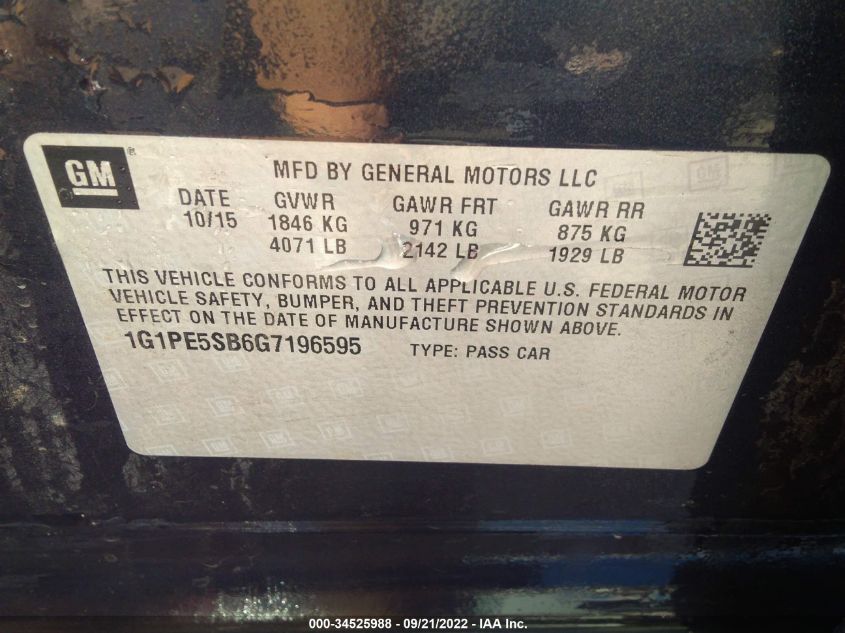 GM ®
MFD BY GENERAL MOTORS LLC
DATE GVWR GAWR FRT GAWR RR
10/15 1846 KG 971 KG 875 KG
4071 LB 2142 LB 1929 LB
THIS VEHICLE CONFORMS TO ALL APPLICABLE U.S. FEDERAL MOTOR
VEHICLE SAFETY, BUMPER, AND THEFT PREVENTION STANDARDS IN
EFFECT ON THE DATE OF MANUFACTURE SHOWN ABOVE.
1G1PE5SB6G7196595 TYPE: PASS CAR
000-34525988 - 09/21/2022 - IAA Inc.